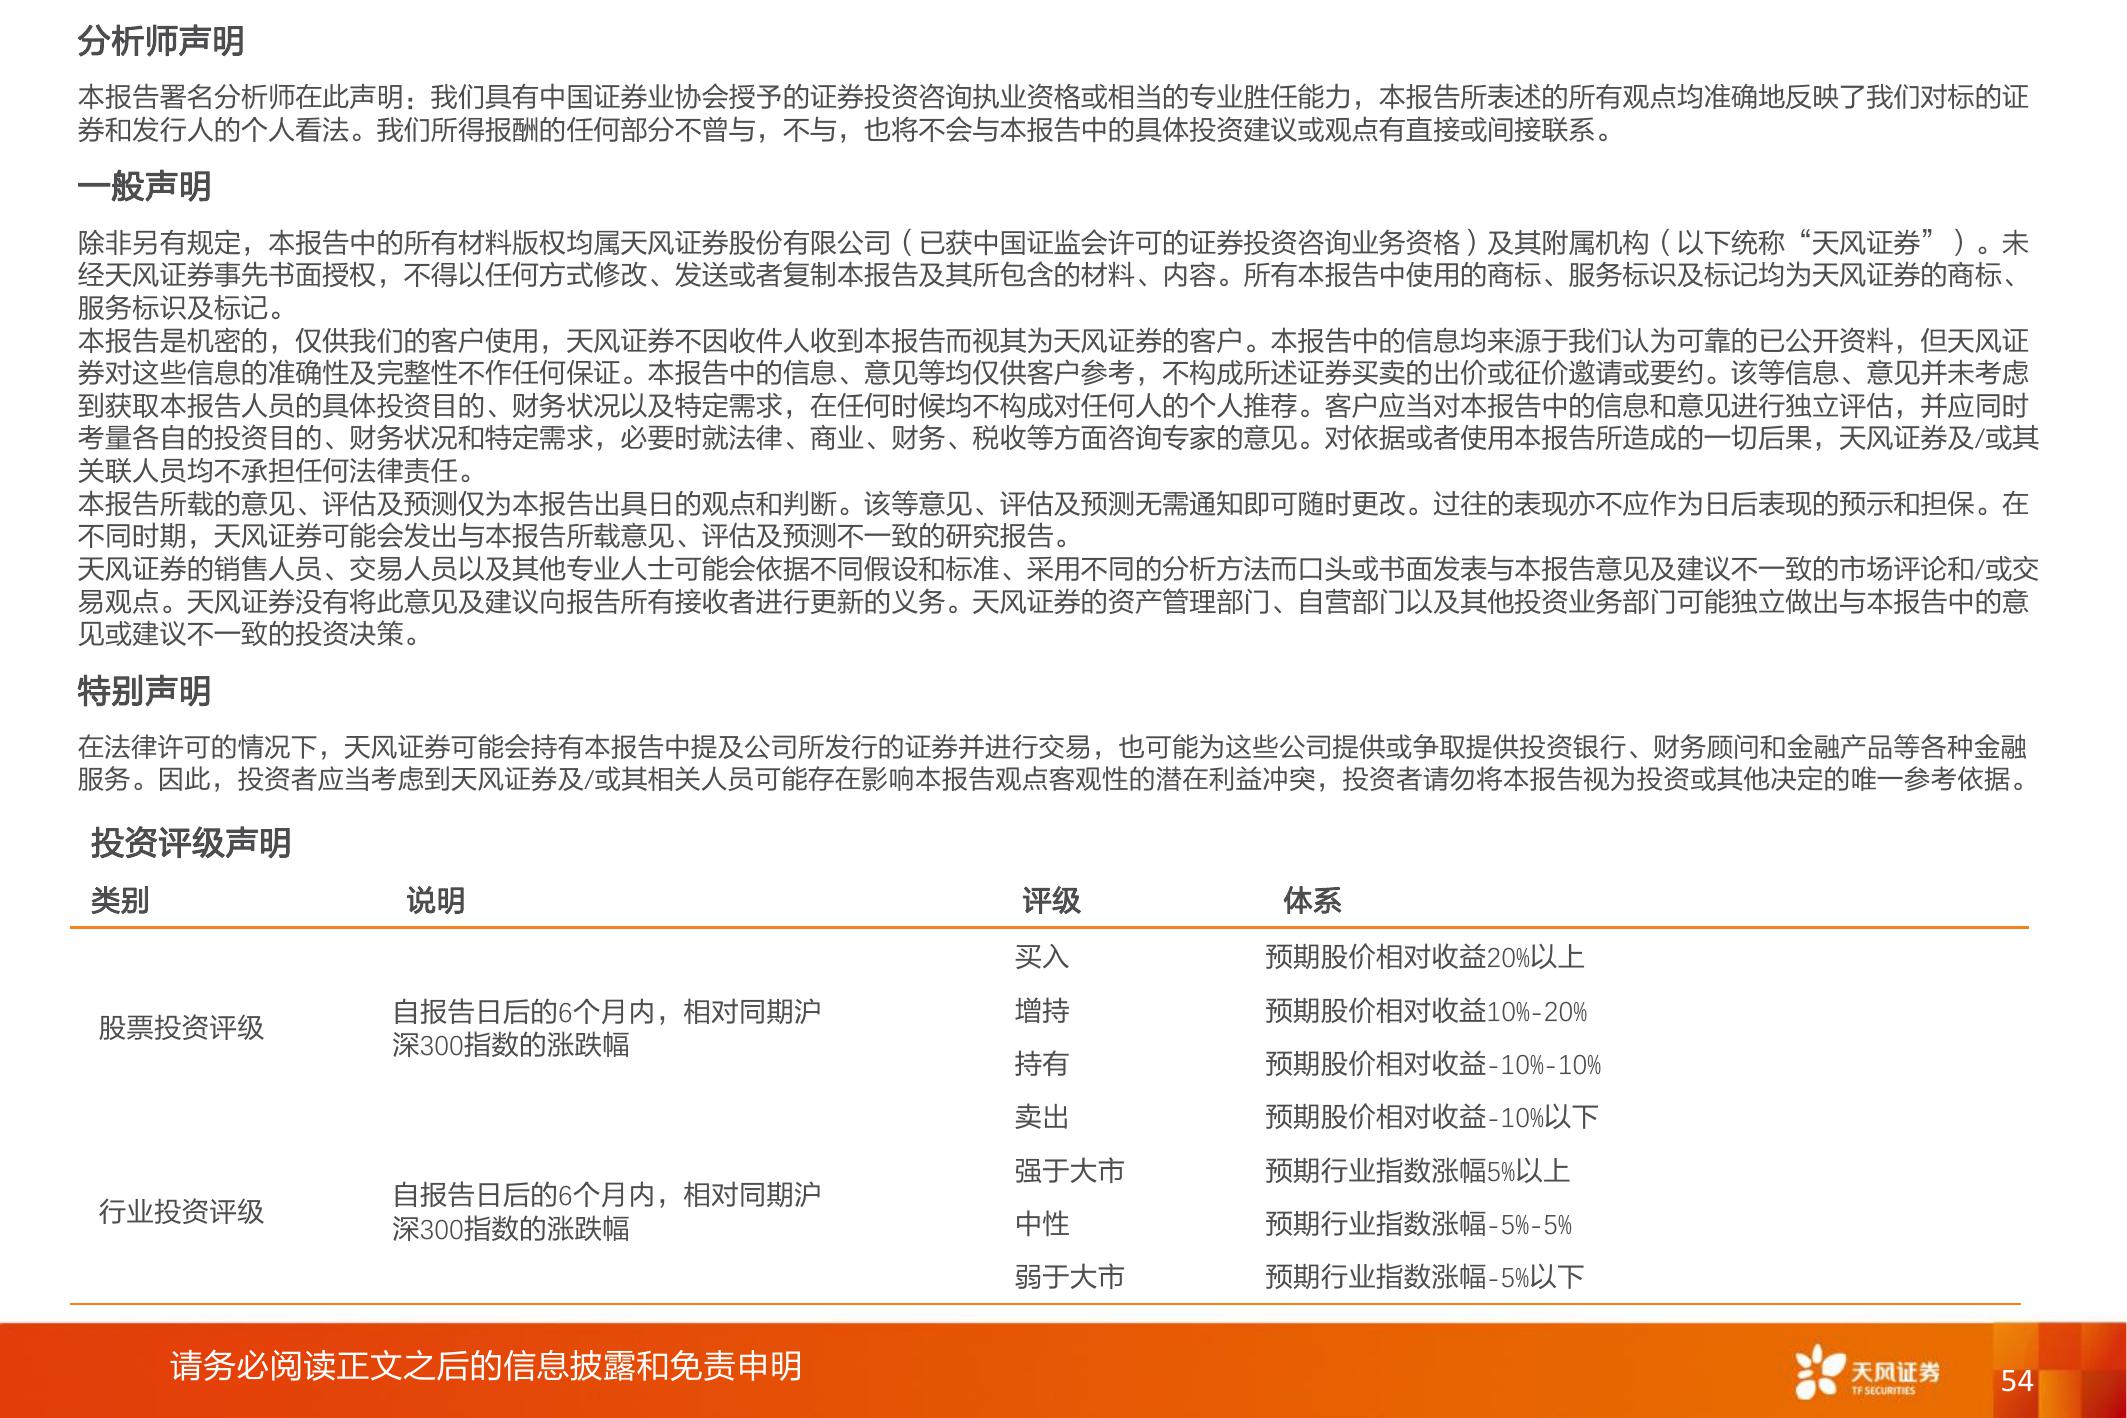 分析师声明
本报告署名分析师在此声明：我们具有中国证券业协会授予的证券投资咨询执业资格或相当的专业胜任能力，本报告所表述的所有观点均准确地反映了我们对标的证
券和发行人的个人看法。我们所得报酬的任何部分不曾与，不与，也将不会与本报告中的具体投资建议或观点有直接或间接联系。
一般声明
除非另有规定，本报告中的所有材料版权均属天风证券股份有限公司（已获中国证监会许可的证券投资咨询业务资格）及其附属机构（以下统称“天风证券”）。未
经天风证券事先书面授权，不得以任何方式修改、发送或者复制本报告及其所包含的材料、内容。所有本报告中使用的商标、服务标识及标记均为天风证券的商标、
服务标识及标记。
本报告是机密的，仅供我们的客户使用，天风证券不因收件人收到本报告而视其为天风证券的客户。本报告中的信息均来源于我们认为可靠的已公开资料，但天风证
券对这些信息的准确性及完整性不作任何保证。本报告中的信息、意见等均仅供客户参考，不构成所述证券买卖的出价或征价邀请或要约。该等信息、意见并未考虑
到获取本报告人员的具体投资目的、财务状况以及特定需求，在任何时候均不构成对任何人的个人推荐。客户应当对本报告中的信息和意见进行独立评估，并应同时
考量各自的投资目的、财务状况和特定需求，必要时就法律、商业、财务、税收等方面咨询专家的意见。对依据或者使用本报告所造成的一切后果，天风证券及/或其
关联人员均不承担任何法律责任。
本报告所载的意见、评估及预测仅为本报告出具日的观点和判断。该等意见、评估及预测无需通知即可随时更改。过往的表现亦不应作为日后表现的预示和担保。在
不同时期，天风证券可能会发出与本报告所载意见、评估及预测不一致的研究报告。
天风证券的销售人员、交易人员以及其他专业人士可能会依据不同假设和标准、采用不同的分析方法而口头或书面发表与本报告意见及建议不一致的市场评论和/或交
易观点。天风证券没有将此意见及建议向报告所有接收者进行更新的义务。天风证券的资产管理部门、自营部门以及其他投资业务部门可能独立做出与本报告中的意
见或建议不一致的投资决策。
特别声明
在法律许可的情况下，天风证券可能会持有本报告中提及公司所发行的证券并进行交易，也可能为这些公司提供或争取提供投资银行、财务顾问和金融产品等各种金融
服务。因此，投资者应当考虑到天风证券及/或其相关人员可能存在影响本报告观点客观性的潜在利益冲突，投资者请勿将本报告视为投资或其他决定的唯一参考依据。
投资评级声明
类别 说明 评级 体系
股票投资评级
自报告日后的6个月内，相对同期沪
深300指数的涨跌幅
买入 预期股价相对收益20%以上
增持 预期股价相对收益10%-20%
持有 预期股价相对收益-10%-10%
卖出 预期股价相对收益-10%以下
行业投资评级
自报告日后的6个月内，相对同期沪
深300指数的涨跌幅
强于大市 预期行业指数涨幅5%以上
中性 预期行业指数涨幅-5%-5%
弱于大市 预期行业指数涨幅-5%以下
请务必阅读正文之后的信息披露和免责申明
天风证券
TF SECURITIES
54